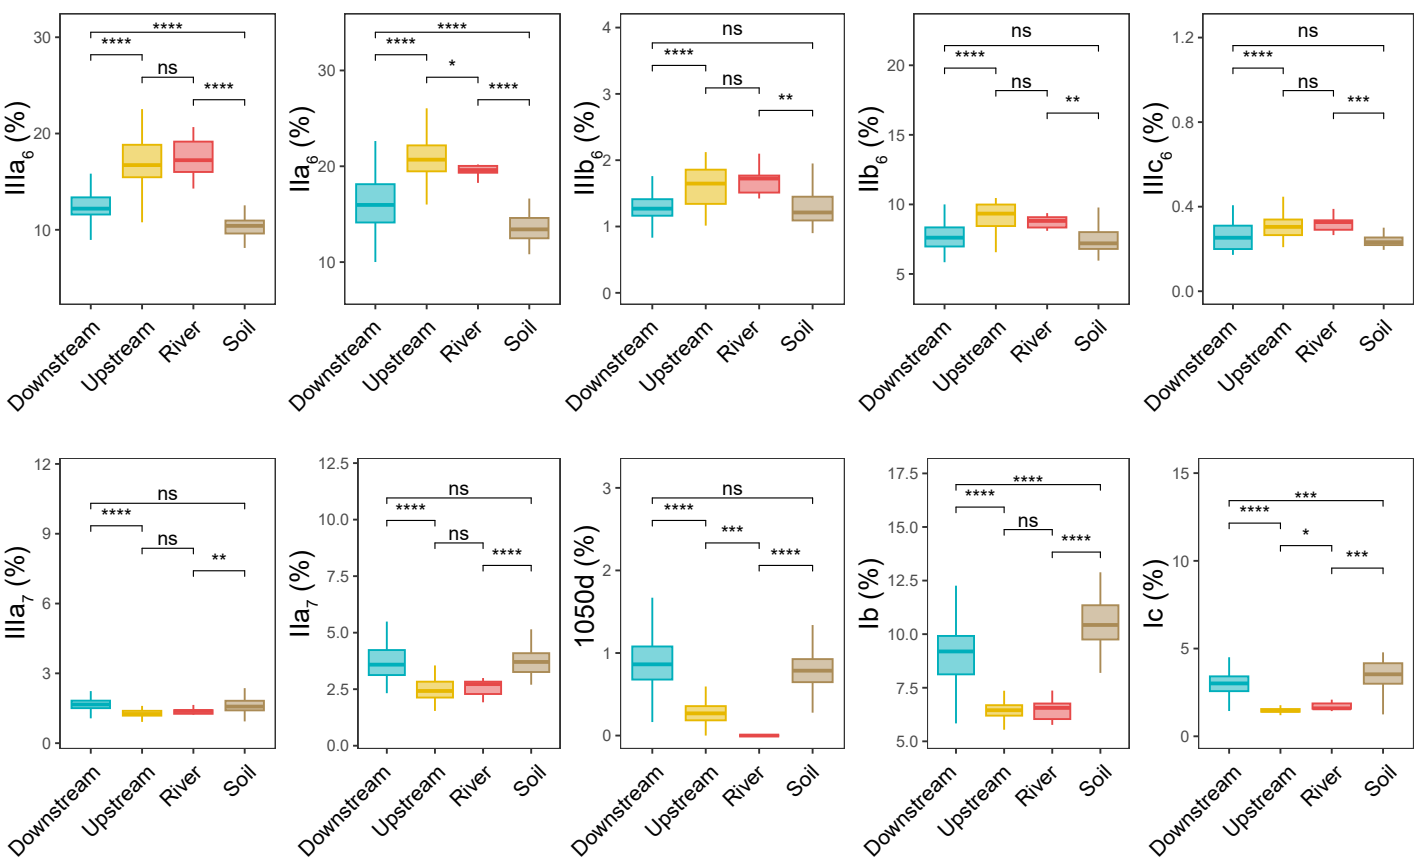 IIIa6 (%)
30
20
10
****
****
ns
****
Downstream
Upstream
River
Soil
IIa6 (%)
30
20
10
****
****
*
****
Downstream
Upstream
River
Soil
IIIb6 (%)
4
3
2
1
0
ns
****
ns
**
Downstream
Upstream
River
Soil
IIb6 (%)
20
15
10
5
ns
****
ns
**
Downstream
Upstream
River
Soil
IIIc6 (%)
1.2
0.8
0.4
0.0
ns
****
ns
***
Downstream
Upstream
River
Soil
IIIa7 (%)
12
9
6
3
0
ns
****
ns
**
Downstream
Upstream
River
Soil
IIa7 (%)
12.5
10.0
7.5
5.0
2.5
0.0
ns
****
ns
****
Downstream
Upstream
River
Soil
1050d (%)
3
2
1
0
ns
****
***
****
Downstream
Upstream
River
Soil
Ib (%)
17.5
15.0
12.5
10.0
7.5
5.0
****
****
ns
****
Downstream
Upstream
River
Soil
Ic (%)
15
10
5
0
***
****
*
***
Downstream
Upstream
River
Soil